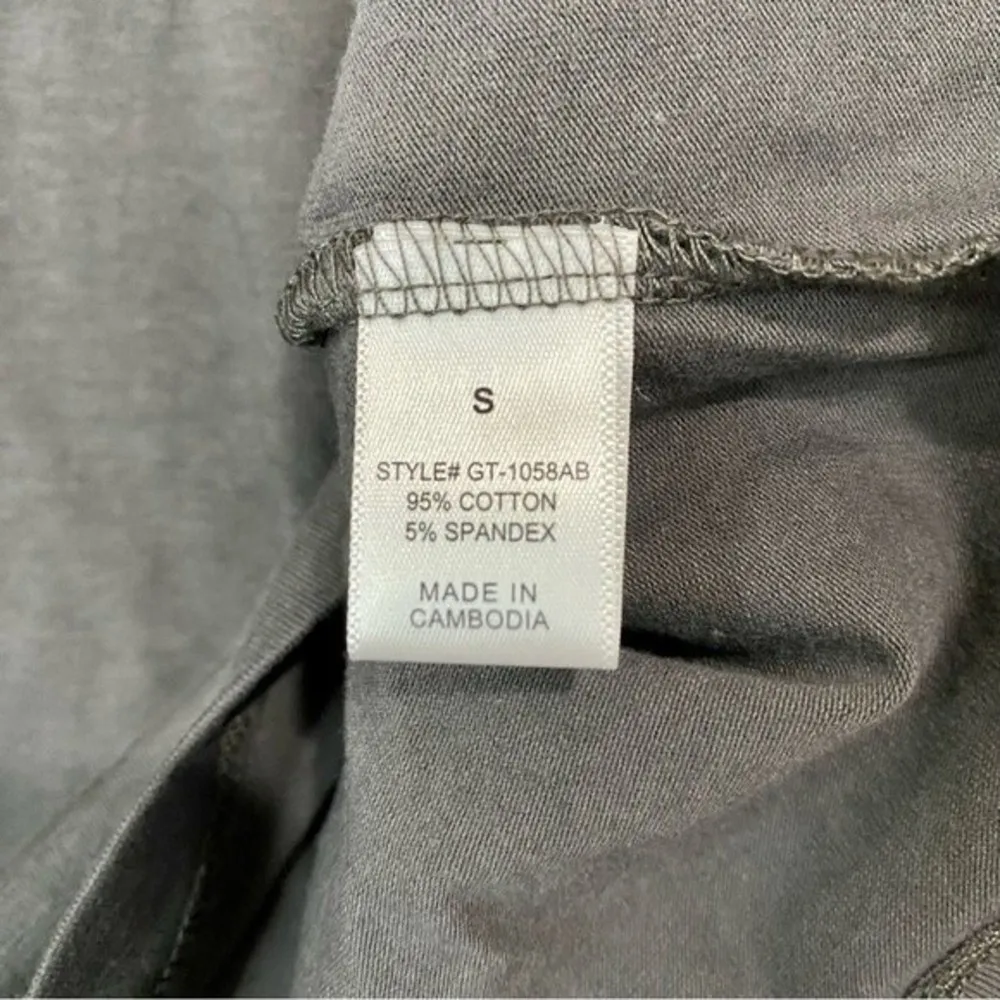 S
STYLE# GT-1058AB
95% COTTON
5% SPANDEX
MADE IN
CAMBODIA